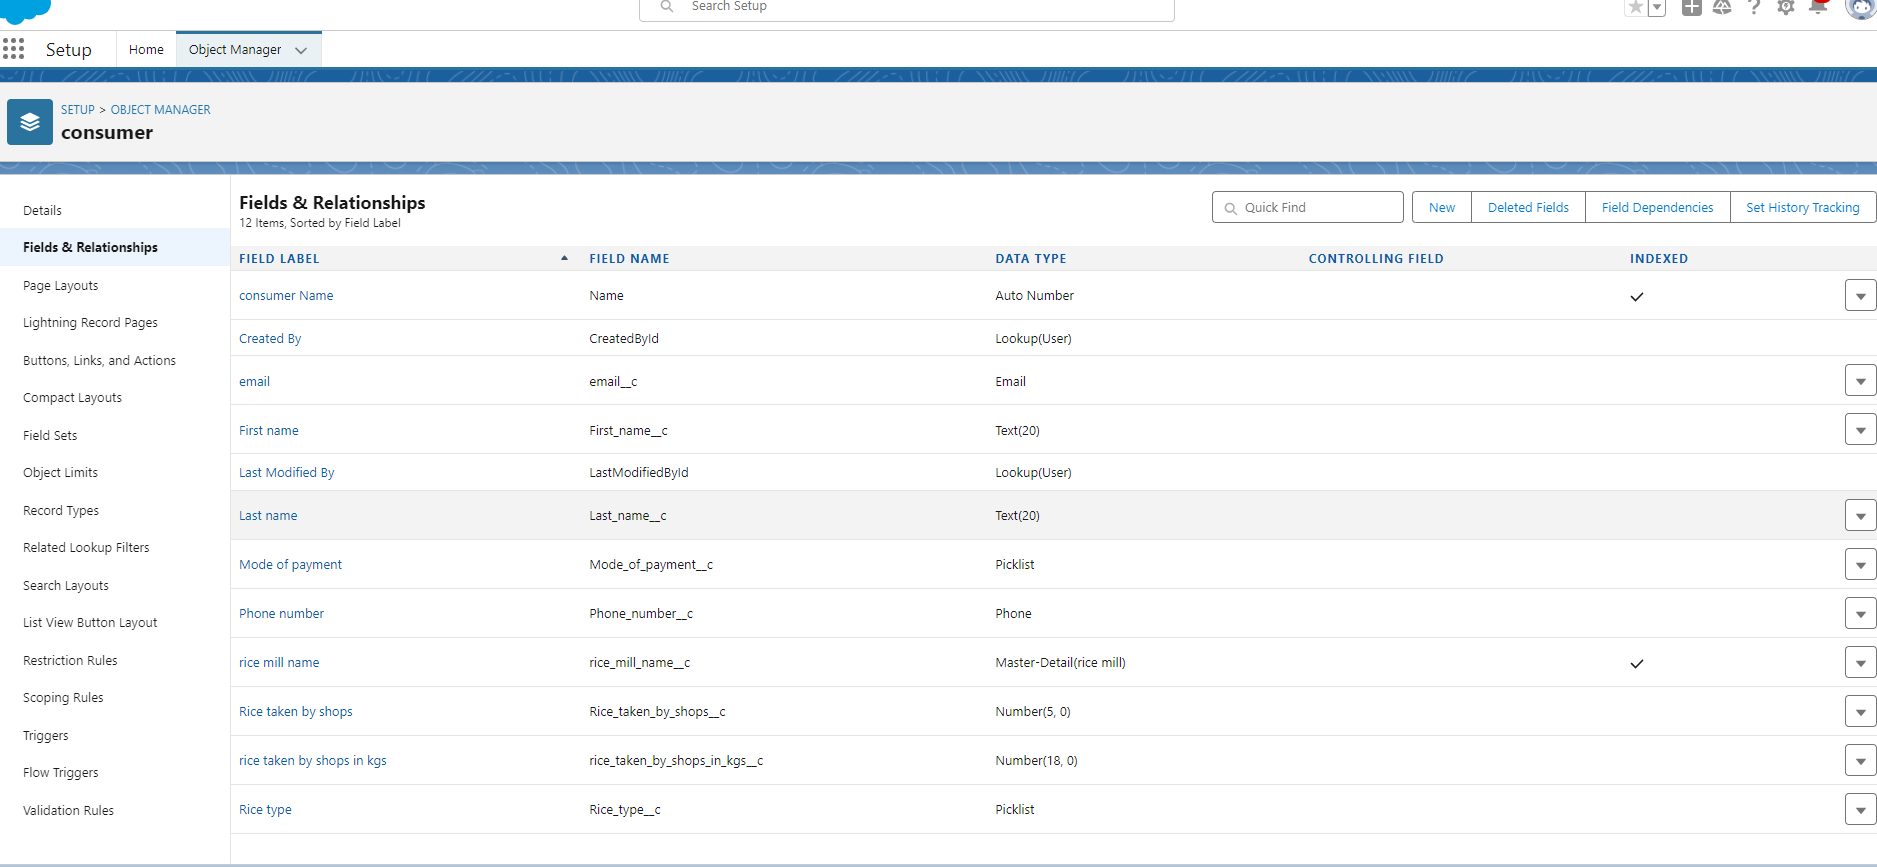 Search Setup
Setup Home Object Manager
SETUP > OBJECT MANAGER
consumer
Details
Fields & Relationships
Page Layouts
Lightning Record Pages
Buttons, Links, and Actions
Compact Layouts
Field Sets
Object Limits
Record Types
Related Lookup Filters
Search Layouts
List View Button Layout
Restriction Rules
Scoping Rules
Triggers
Flow Triggers
Validation Rules
Fields & Relationships
12 Items, Sorted by Field Label
Quick Find New Deleted Fields Field Dependencies Set History Tracking
FIELD LABEL FIELD NAME DATA TYPE CONTROLLING FIELD INDEXED
consumer Name Name Auto Number
Created By CreatedById Lookup(User)
email email__c Email
First name First_name__c Text(20)
Last Modified By LastModifiedById Lookup(User)
Last name Last_name__c Text(20)
Mode of payment Mode_of_payment__c Picklist
Phone number Phone_number__c Phone
rice mill name rice_mill_name__c Master-Detail(rice mill)
Rice taken by shops Rice_taken_by_shops__c Number(5, 0)
rice taken by shops in kgs rice_taken_by_shops_in_kgs__c Number(18, 0)
Rice type Rice_type__c Picklist